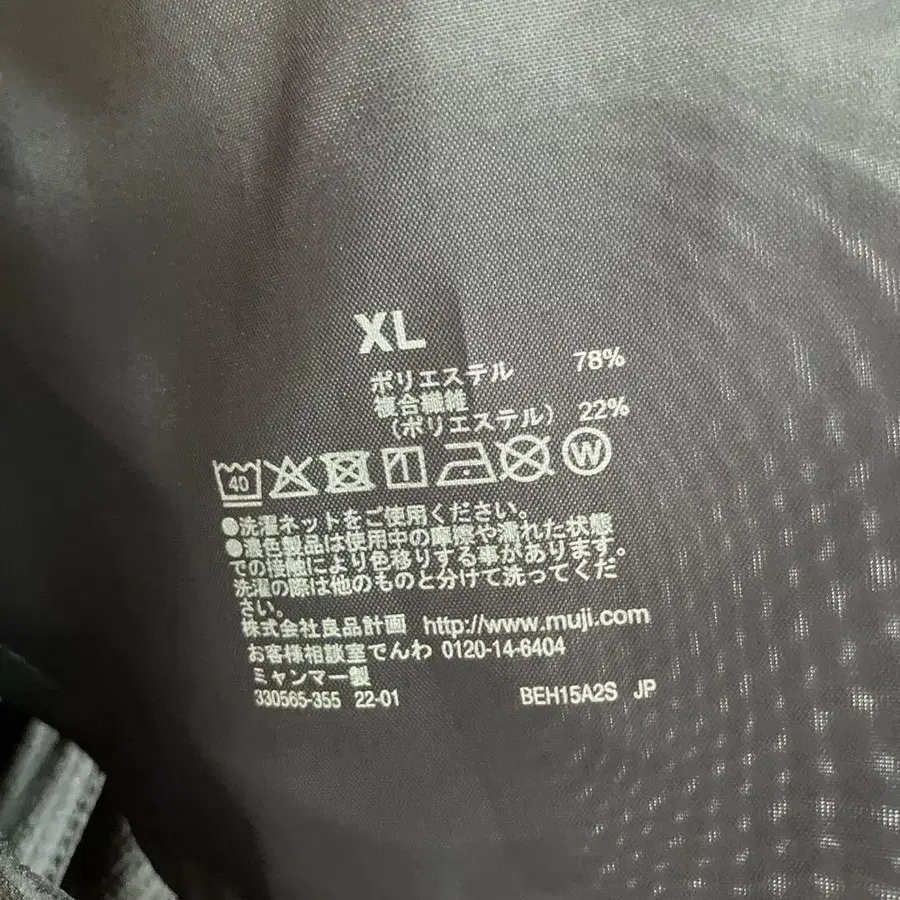 XL
ポリエステル 78%
複合繊維
(ポリエステル) 22%
40 W
●洗濯ネットをご使用ください。
●濃色製品は使用中の摩擦や濡れた状態
での接触により色移りする事があります。
洗濯の際は他のものと分けて洗ってくだ
さい。
株式会社良品計画 http://www.muji.com
お客様相談室でんわ 0120-14-6404
ミャンマー製
330565-355 22-01 BEH15A2S JP